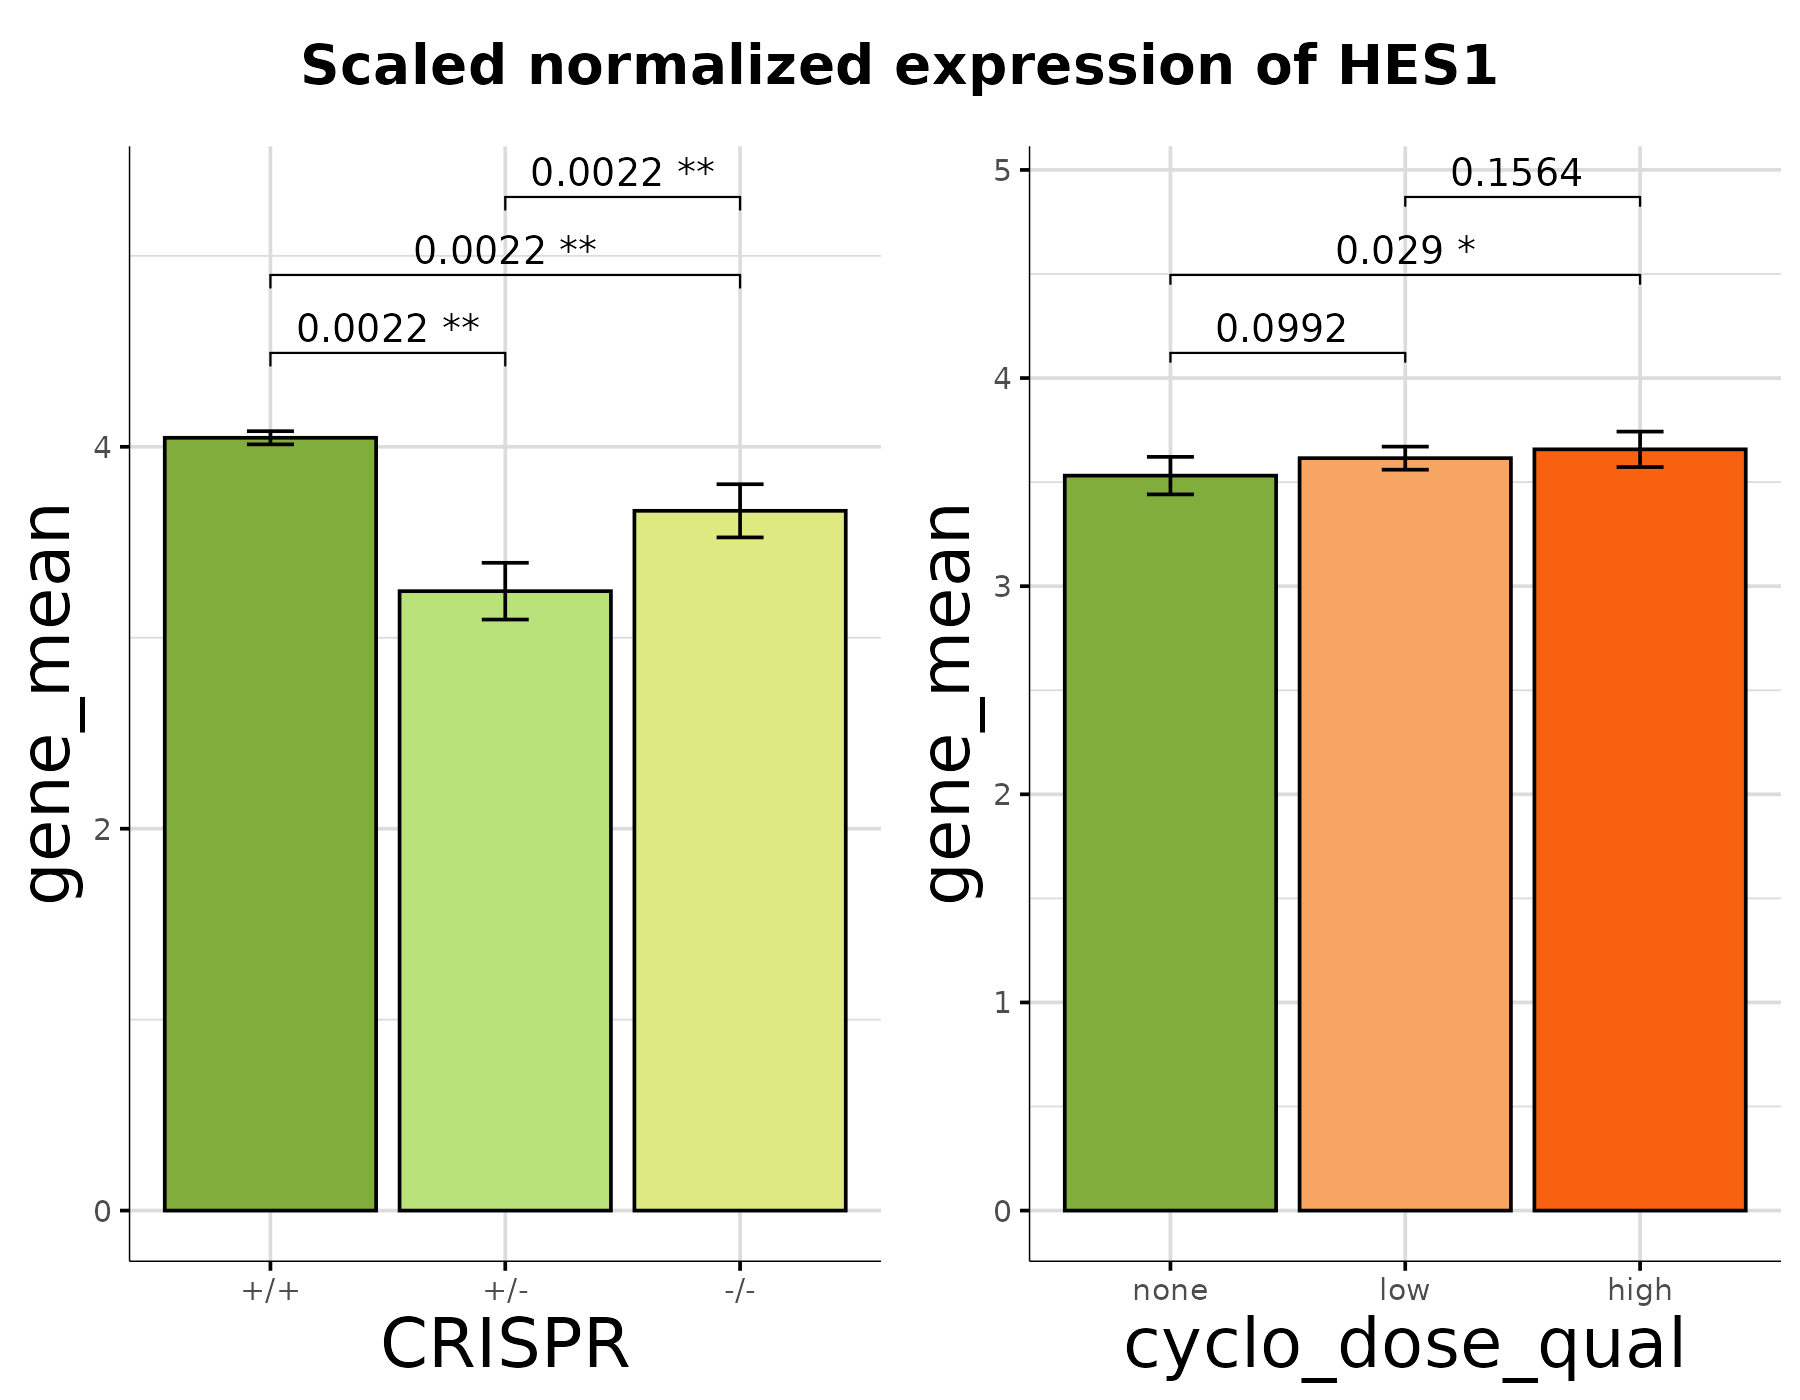 Scaled normalized expression of HES1
0.0022 **
0.0022 **
0.0022 **
4
2
0
gene_mean
+/+
+/-
-/-
CRISPR
0.1564
0.029 *
0.0992
5
4
3
2
1
0
gene_mean
none
low
high
cyclo_dose_qual